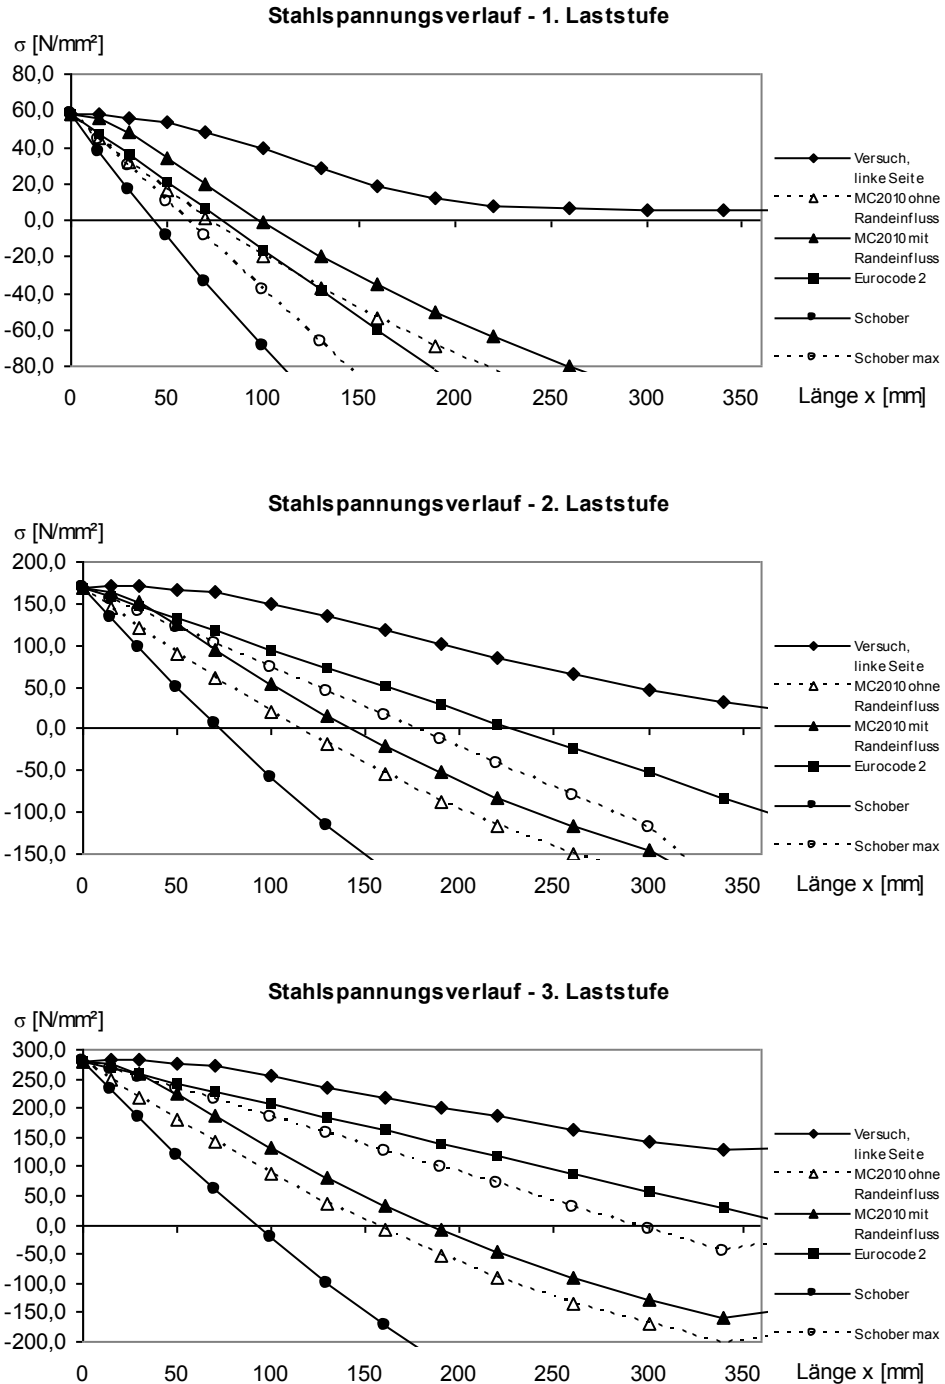 Stahlspannungsverlauf - 1. Laststufe
σ [N/mm²]
80,0
60,0
40,0
20,0
0,0
-20,0
-40,0
-60,0
-80,0
0 50 100 150 200 250 300 350
Länge x [mm]
Versuch,
linke Seite
MC2010 ohne
Randeinfluss
MC2010 mit
Randeinfluss
Eurocode 2
Schober
Schober max
Stahlspannungsverlauf - 2. Laststufe
σ [N/mm²]
200,0
150,0
100,0
50,0
0,0
-50,0
-100,0
-150,0
0 50 100 150 200 250 300 350
Länge x [mm]
Versuch,
linke Seite
MC2010 ohne
Randeinfluss
MC2010 mit
Randeinfluss
Eurocode 2
Schober
Schober max
Stahlspannungsverlauf - 3. Laststufe
σ [N/mm²]
300,0
250,0
200,0
150,0
100,0
50,0
0,0
-50,0
-100,0
-150,0
-200,0
0 50 100 150 200 250 300 350
Länge x [mm]
Versuch,
linke Seite
MC2010 ohne
Randeinfluss
MC2010 mit
Randeinfluss
Eurocode 2
Schober
Schober max